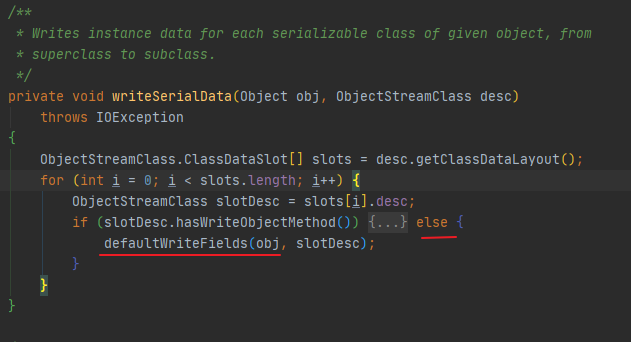 /**
 * Writes instance data for each serializable class of given object, from
 * superclass to subclass.
 */
private void writeSerialData(Object obj, ObjectStreamClass desc)
    throws IOException
{
    ObjectStreamClass.ClassDataSlot[] slots = desc.getClassDataLayout();
    for (int i = 0; i < slots.length; i++) {
        ObjectStreamClass slotDesc = slots[i].desc;
        if (slotDesc.hasWriteObjectMethod()) {...} else {
            defaultWriteFields(obj, slotDesc);
        }
    }
}